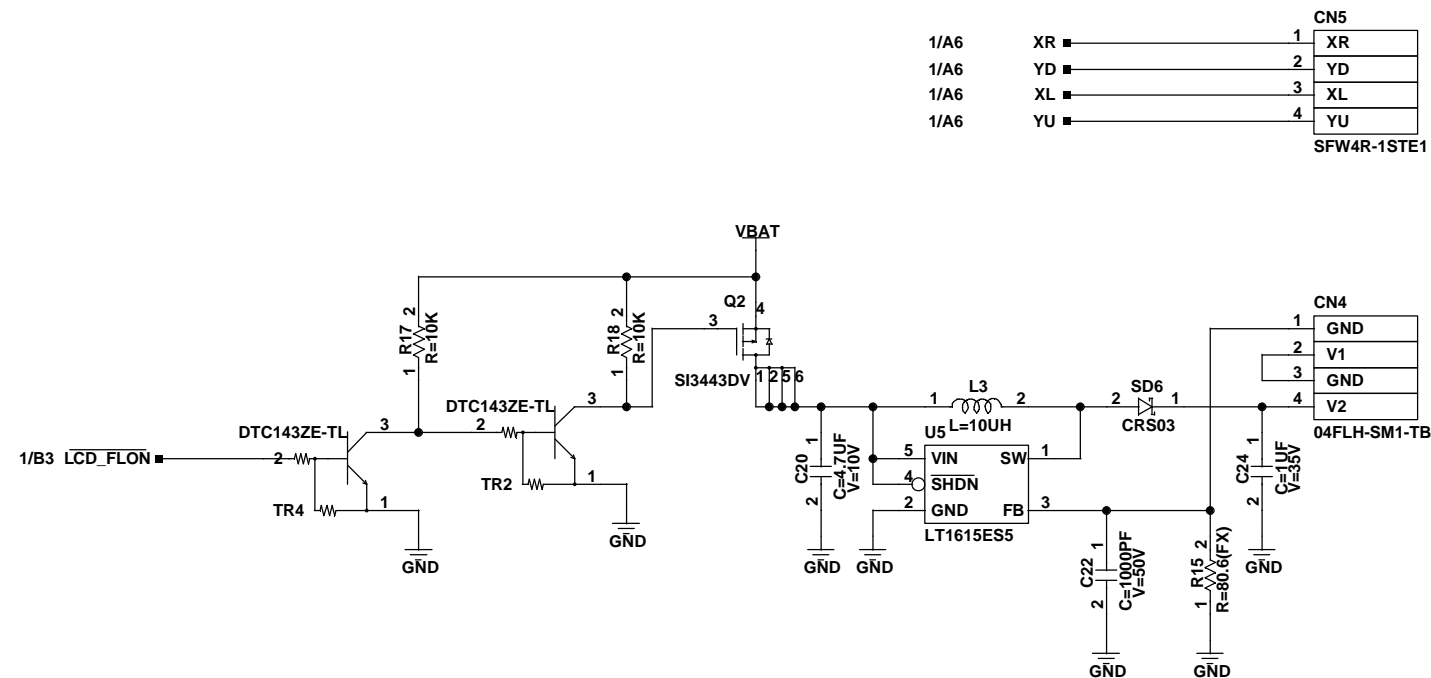 CN5
1/A6 XR 1 XR
1/A6 YD 2 YD
1/A6 XL 3 XL
1/A6 YU 4 YU
SFW4R-1STE1
VBAT
Q2
4
3
SI3443DV
1 2 5 6
R17
R=10K
2
1
R18
R=10K
2
1
DTC143ZE-TL
3
2
1
TR2
GND
DTC143ZE-TL
3
1/B3 LCD_FLON
2
1
TR4
GND
C20
C=4.7UF
V=10V
1
2
GND
L3
1 2
L=10UH
U5
5 VIN SW 1
4 SHDN
2 GND FB 3
LT1615ES5
GND
SD6
2 1
CRS03
C22
C=1000PF
V=50V
1
2
GND
R15
R=80.6(FX)
2
1
GND
C24
C=1UF
V=35V
1
2
GND
CN4
1 GND
2 V1
3 GND
4 V2
04FLH-SM1-TB